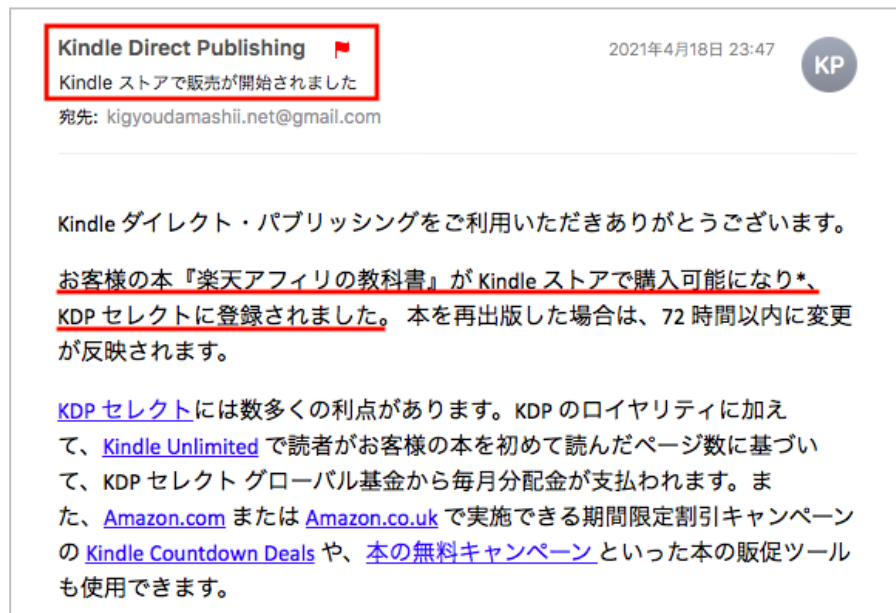 Kindle Direct Publishing
2021年4月18日 23:47
KP
Kindle ストアで販売が開始されました
宛先: kigyoudamashii.net@gmail.com
Kindle ダイレクト・パブリッシングをご利用いただきありがとうございます。
お客様の本『楽天アフィリの教科書』が Kindle ストアで購入可能になり*、
KDP セレクトに登録されました。 本を再出版した場合は、72 時間以内に変更
が反映されます。
KDP セレクトには数多くの利点があります。KDP のロイヤリティに加え
て、Kindle Unlimited で読者がお客様の本を初めて読んだページ数に基づい
て、KDP セレクト グローバル基金から毎月分配金が支払われます。ま
た、Amazon.com または Amazon.co.uk で実施できる期間限定割引キャンペーン
の Kindle Countdown Deals や、本の無料キャンペーン といった本の販促ツール
も使用できます。